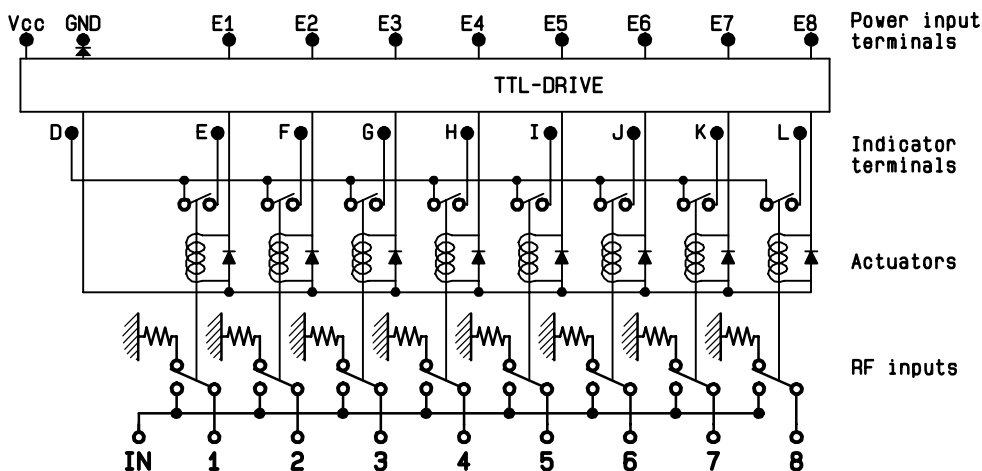 Vcc GND E1 E2 E3 E4 E5 E6 E7 E8 Power input
terminals
TTL-DRIVE
D E F G H I J K L Indicator
terminals
Actuators
RF inputs
IN 1 2 3 4 5 6 7 8